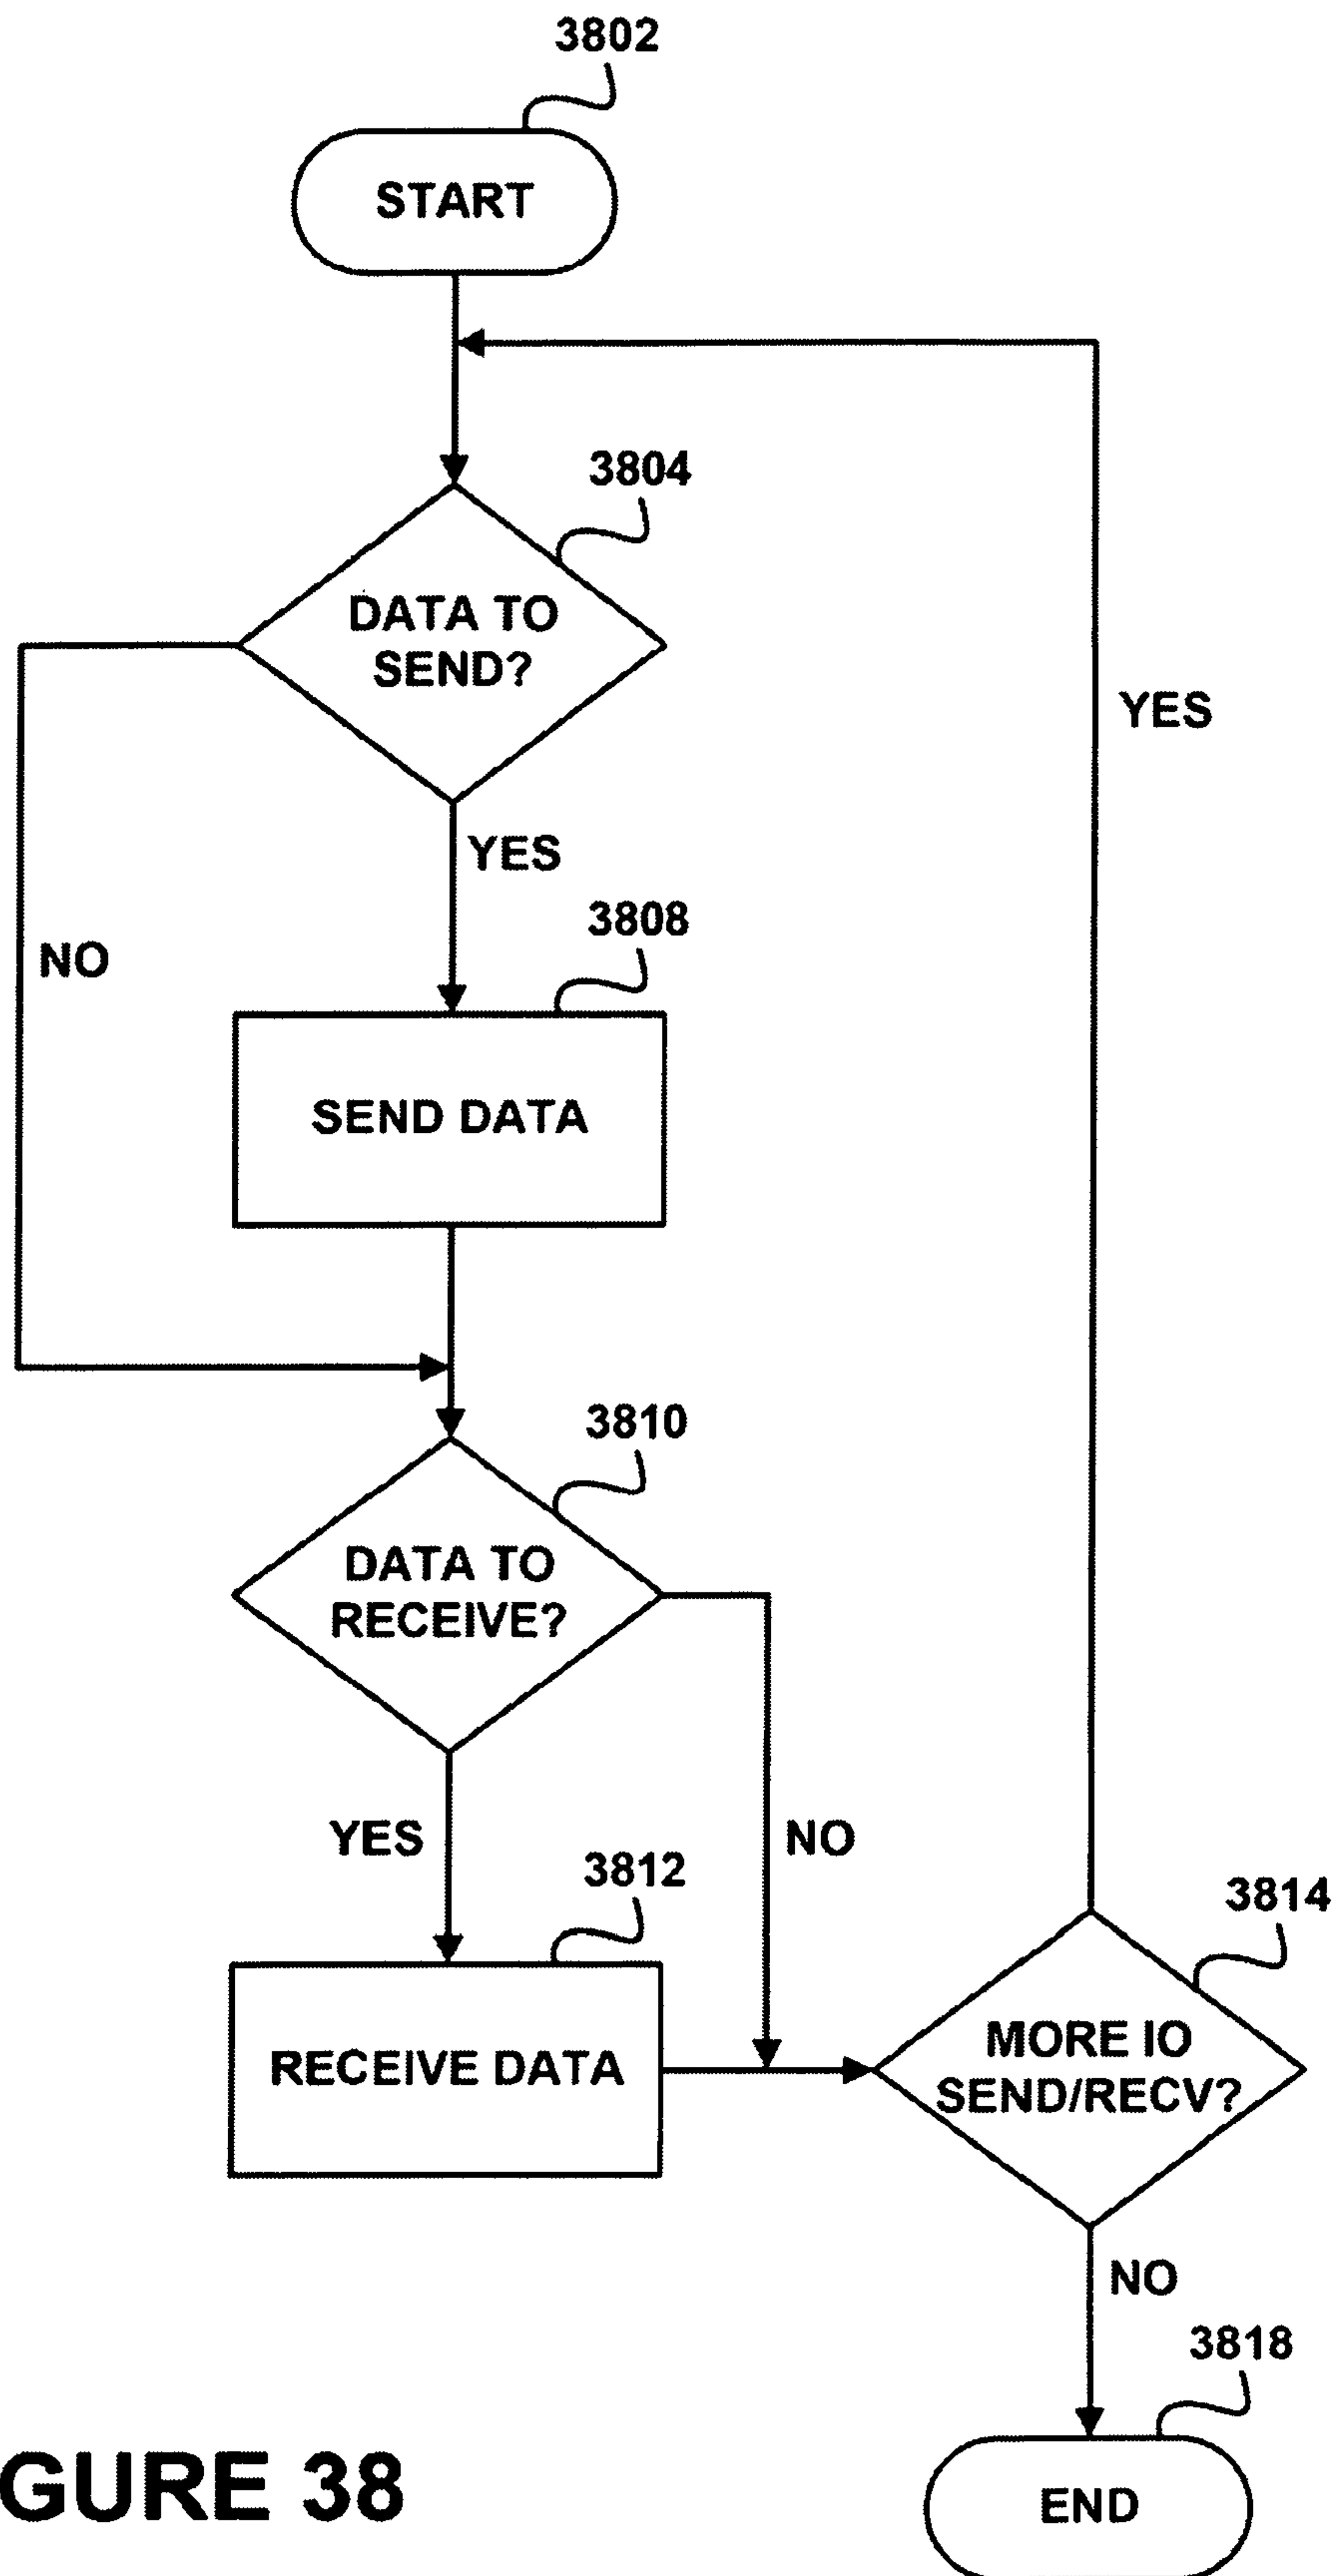 3802
START
3804
DATA TO
SEND?
YES
YES
3808
NO
SEND DATA
3810
DATA TO
RECEIVE?
YES
NO
3812
3814
RECEIVE DATA
MORE IO
SEND/RECV?
NO
3818
GURE 38
END